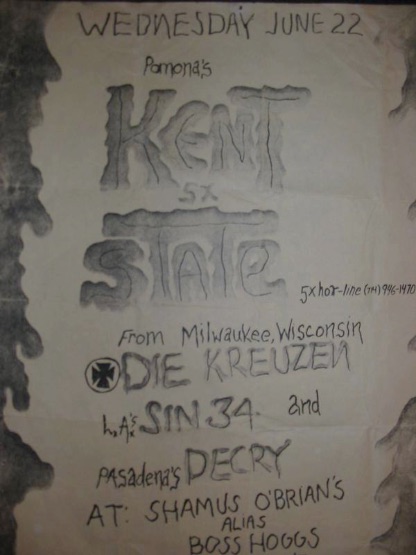 WEDNESDAY JUNE 22
Pomona's
KENT
5X
STATE
5x hot-line (714) 946-1470
From Milwaukee, Wisconsin
DIE KREUZEN
L.A.'s SIN 34. and
PASadena's DECRY
AT: SHAMUS O'BRIAN'S
ALIAS
BOSS HOGGS